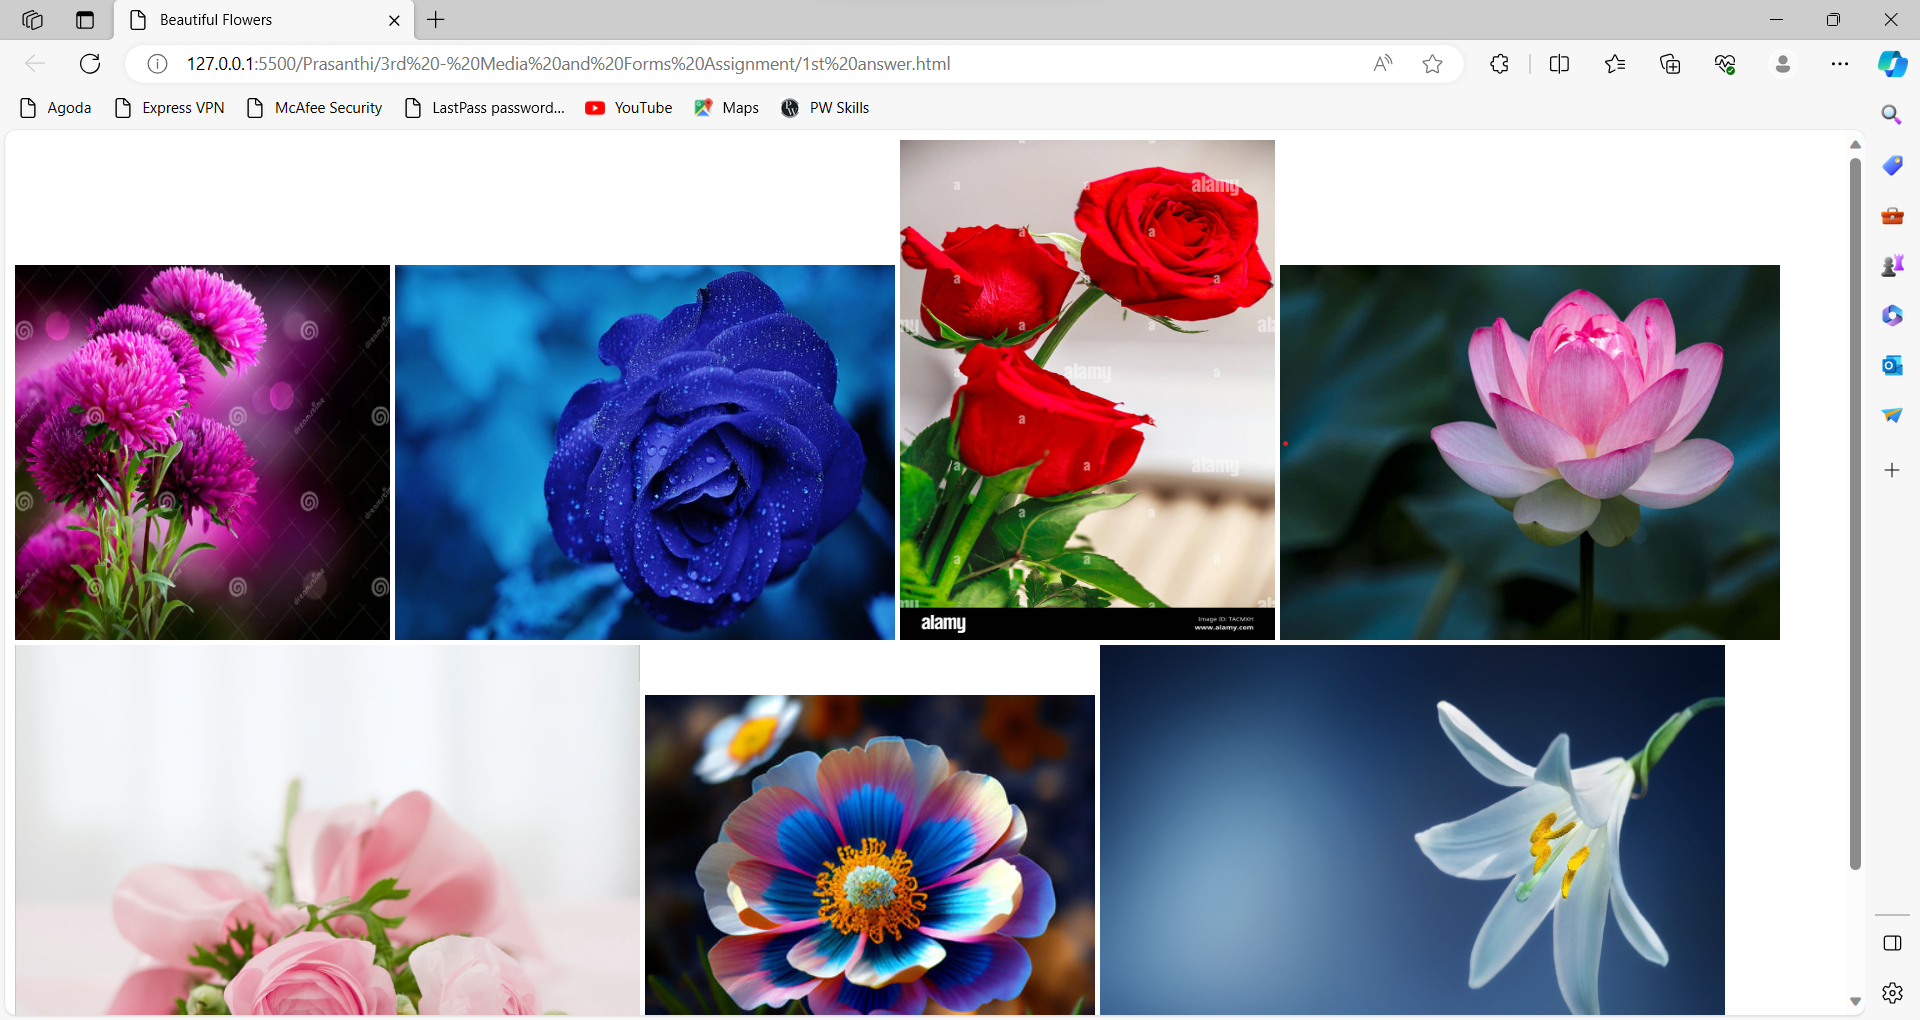 Beautiful Flowers
127.0.0.1:5500/Prasanthi/3rd%20-%20Media%20and%20Forms%20Assignment/1st%20answer.html
Agoda
Express VPN
McAfee Security
LastPass password...
YouTube
Maps
PW Skills
alamy
alamy
alamy
alamy
Image ID: TACMXH
www.alamy.com
dreamstime
dreamstime